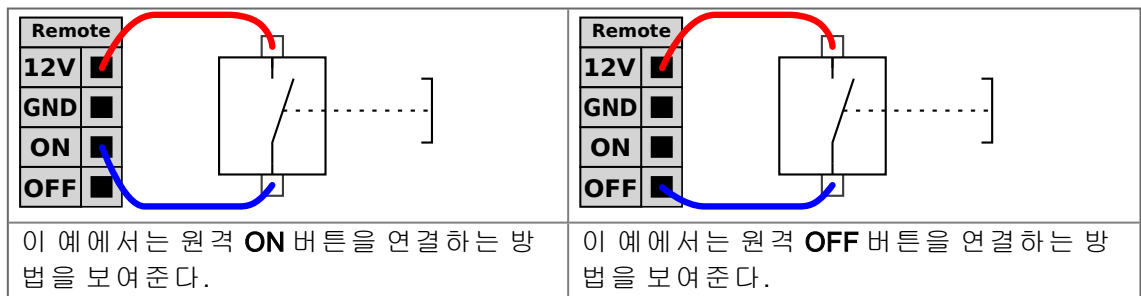 Remote
12V
GND
ON
OFF
이 예에서는 원격 ON 버튼을 연결하는 방
법을 보여준다.
Remote
12V
GND
ON
OFF
이 예에서는 원격 OFF 버튼을 연결하는 방
법을 보여준다.